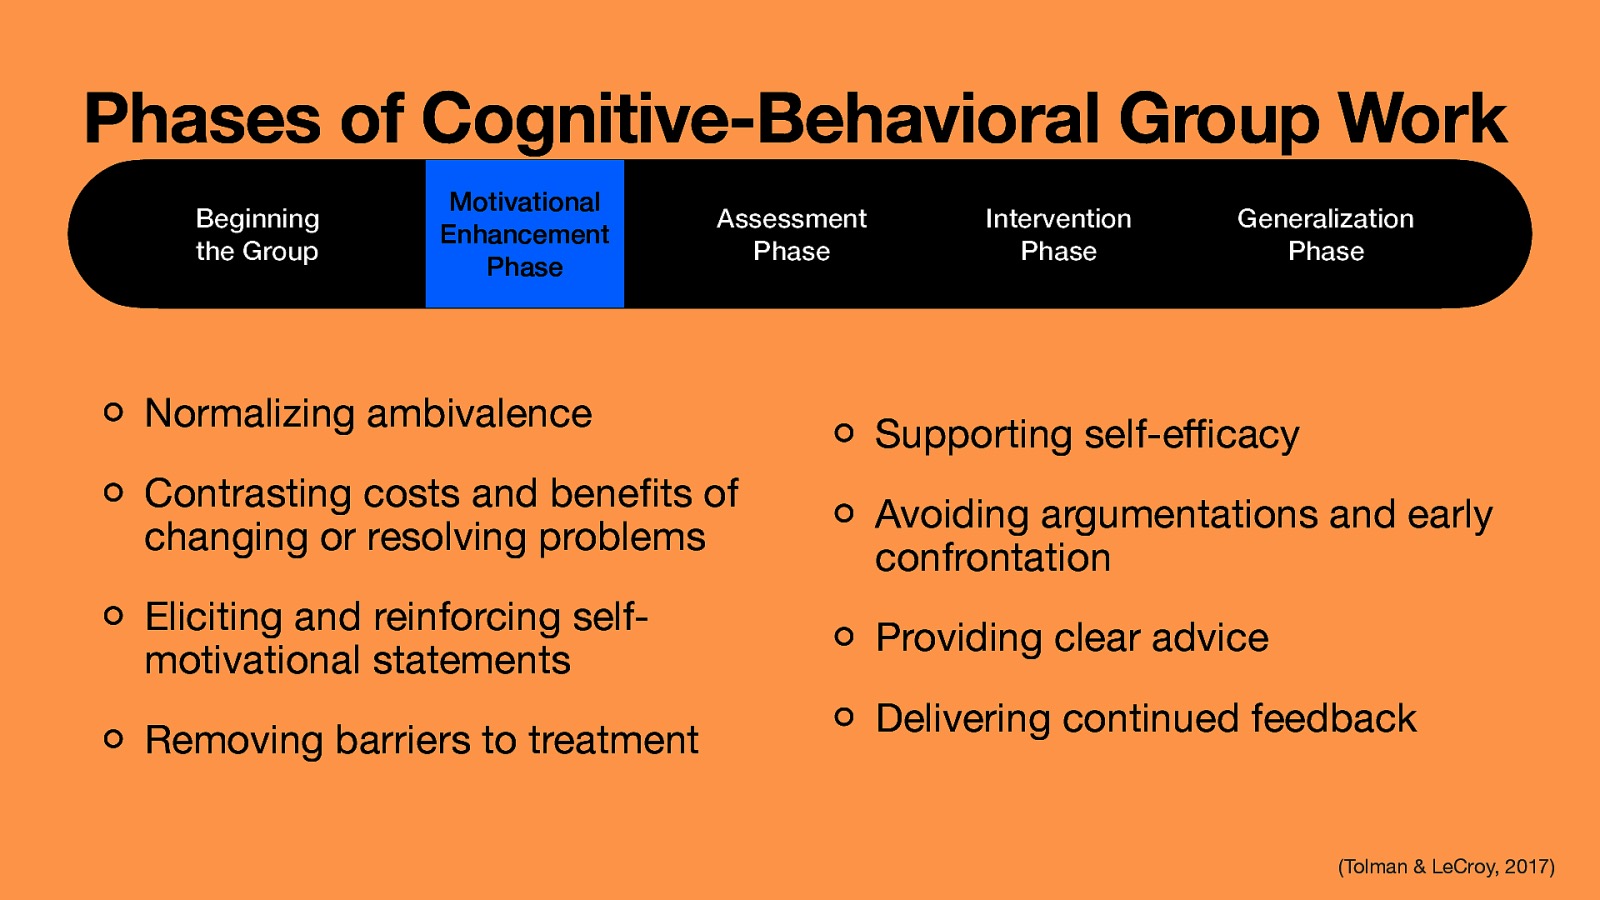 Phases of Cognitive-Behavioral Group Work
Beginning
the Group
Motivational
Enhancement
Phase
Assessment
Phase
Intervention
Phase
Generalization
Phase
Normalizing ambivalence
Contrasting costs and benefits of
changing or resolving problems
Eliciting and reinforcing self-
motivational statements
Removing barriers to treatment
Supporting self-efficacy
Avoiding argumentations and early
confrontation
Providing clear advice
Delivering continued feedback
(Tolman & LeCroy, 2017)